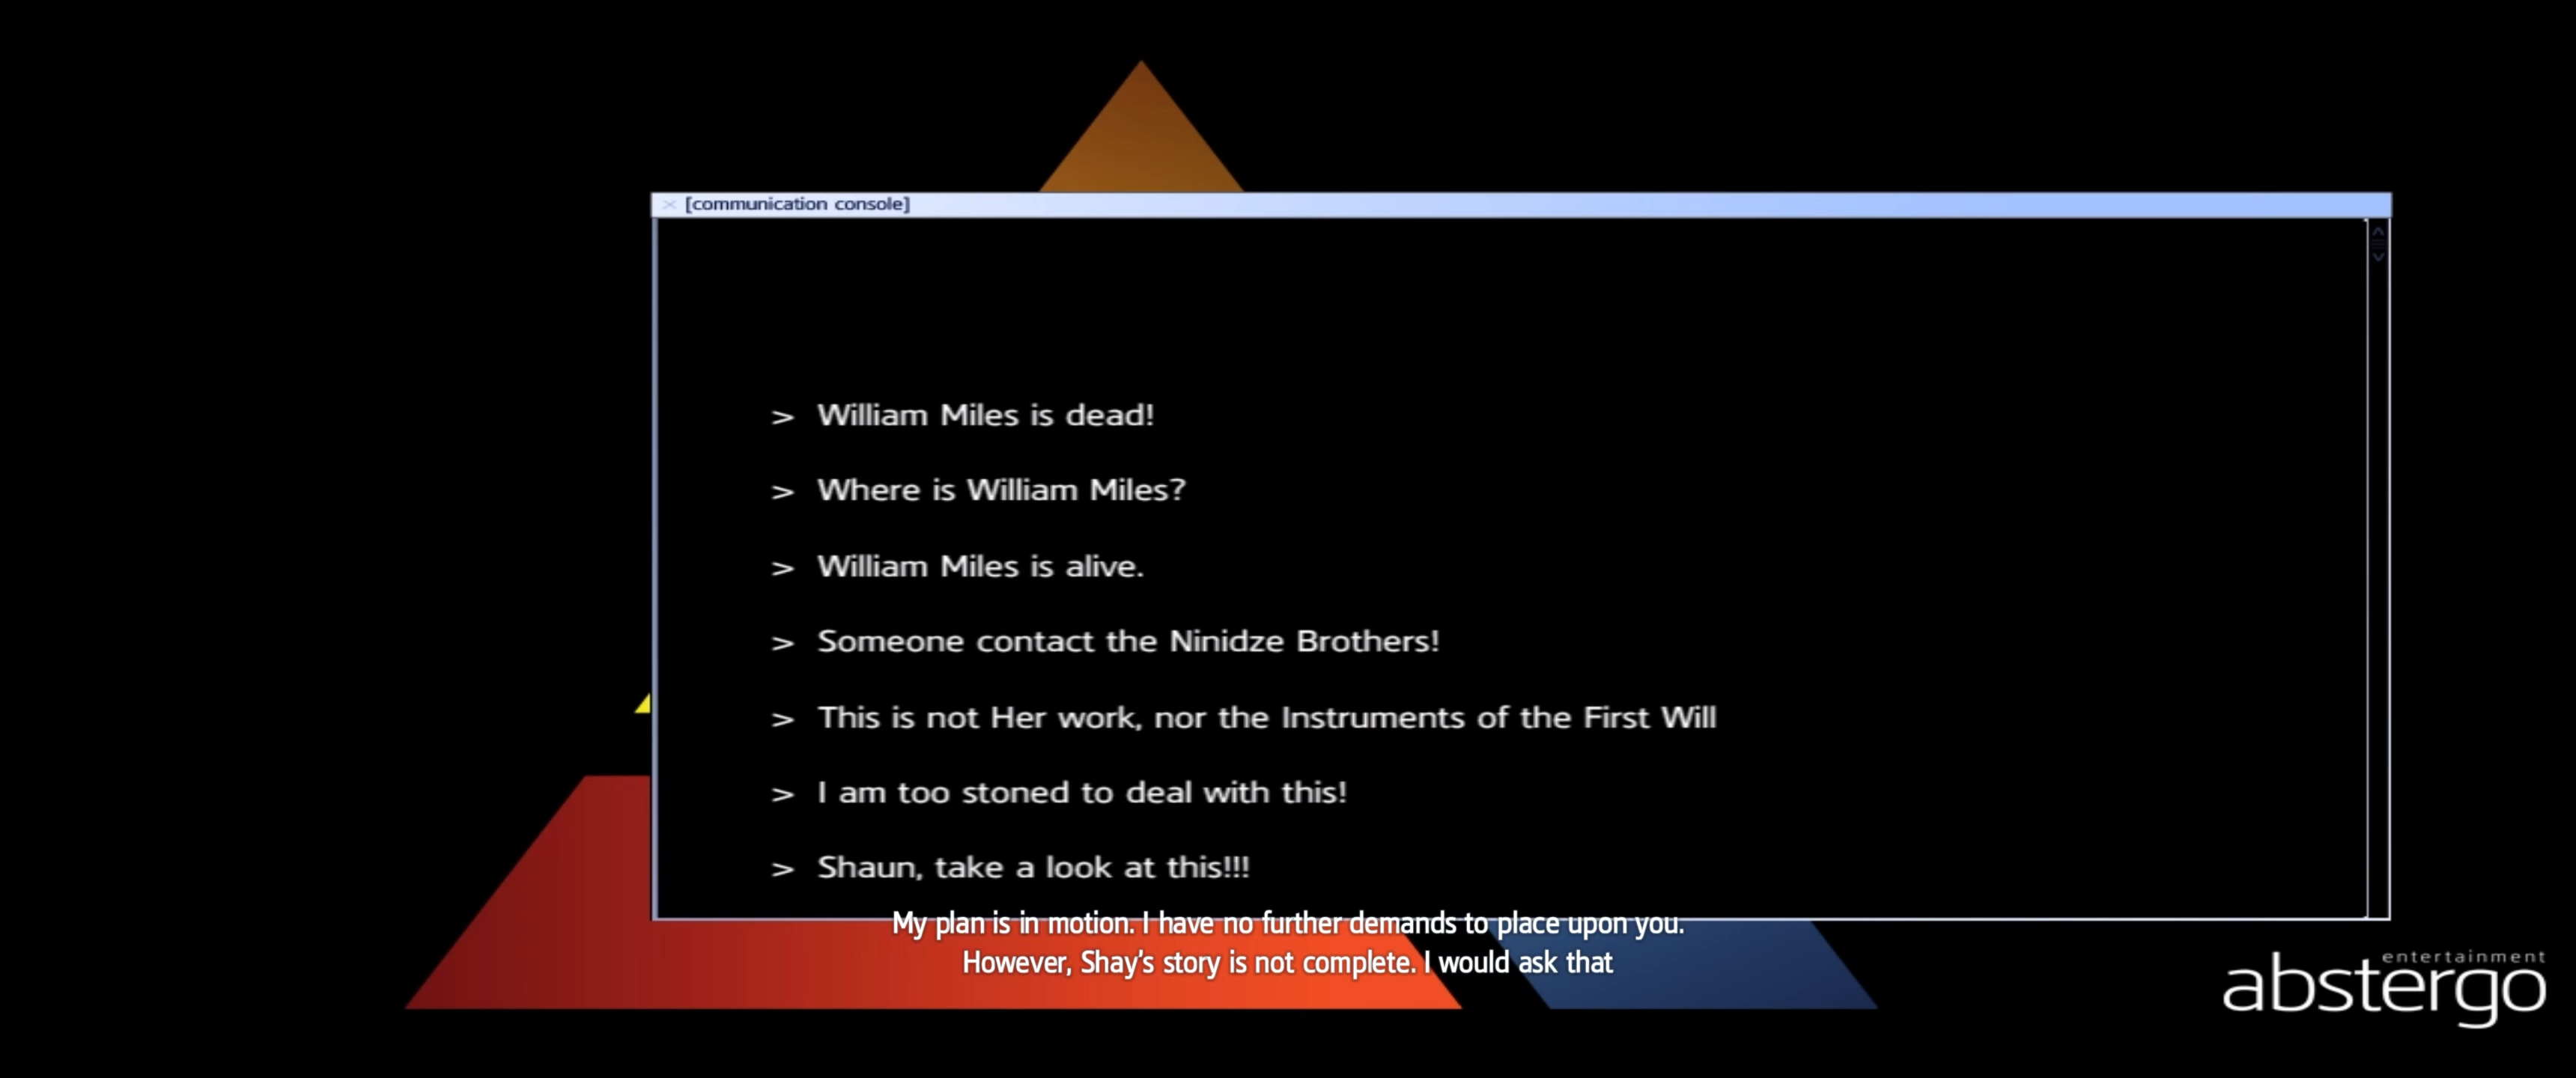 × [communication console]
> William Miles is dead!
> Where is William Miles?
> William Miles is alive.
> Someone contact the Ninidze Brothers!
> This is not Her work, nor the Instruments of the First Will
> I am too stoned to deal with this!
> Shaun, take a look at this!!!
My plan is in motion. I have no further demands to place upon you.
However, Shay's story is not complete. I would ask that
entertainment
abstergo